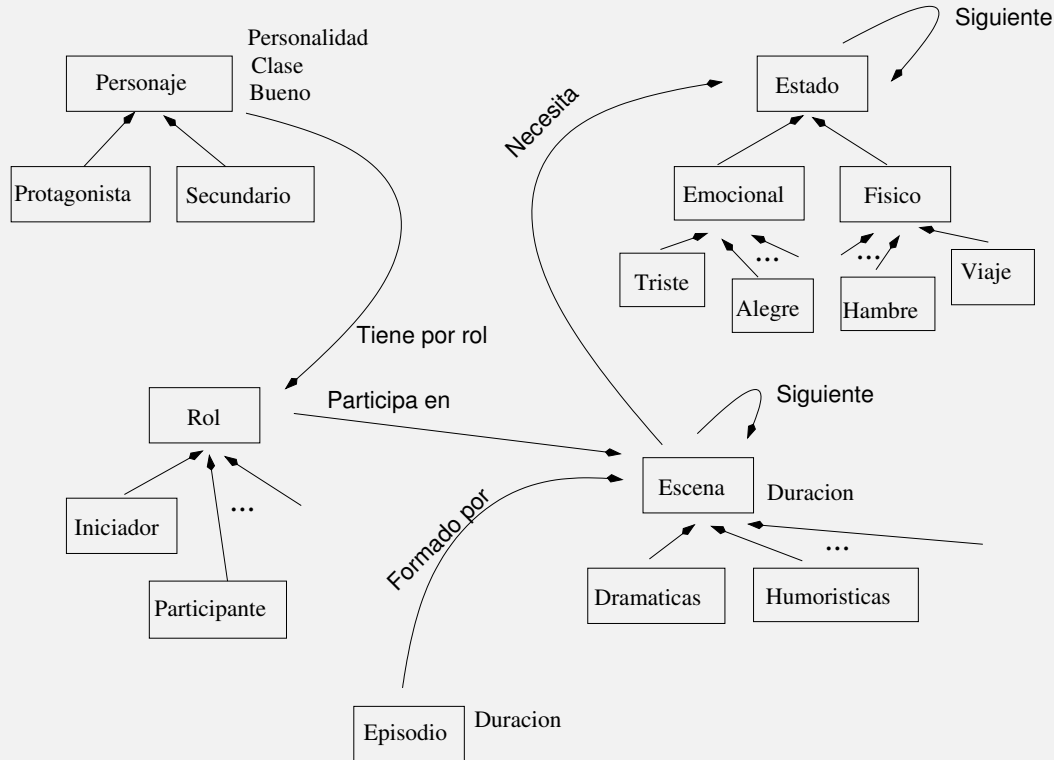 Personalidad
Clase
Bueno
Personaje
Protagonista
Secundario
Tiene por rol
Siguiente
Estado
Necesita
Emocional
Fisico
...
...
Triste
Alegre
Hambre
Viaje
Rol
Participa en
Iniciador
...
Participante
Siguiente
Escena
Duracion
Formado por
...
Dramaticas
Humoristicas
Episodio
Duracion